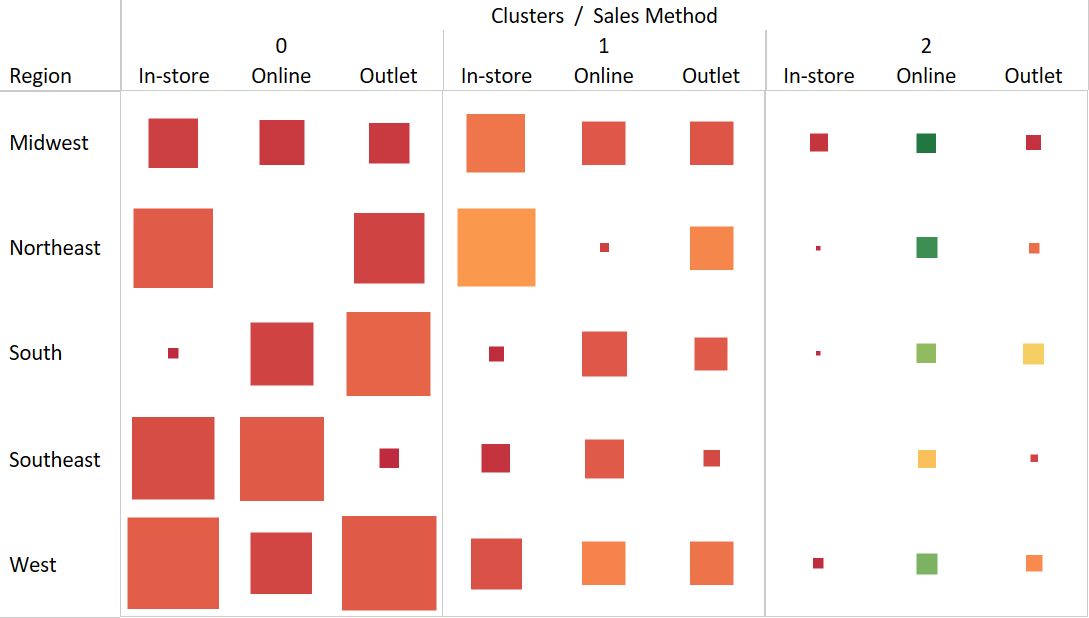 Clusters / Sales Method
0 1 2
Region In-store Online Outlet In-store Online Outlet In-store Online Outlet
Midwest
Northeast
South
Southeast
West